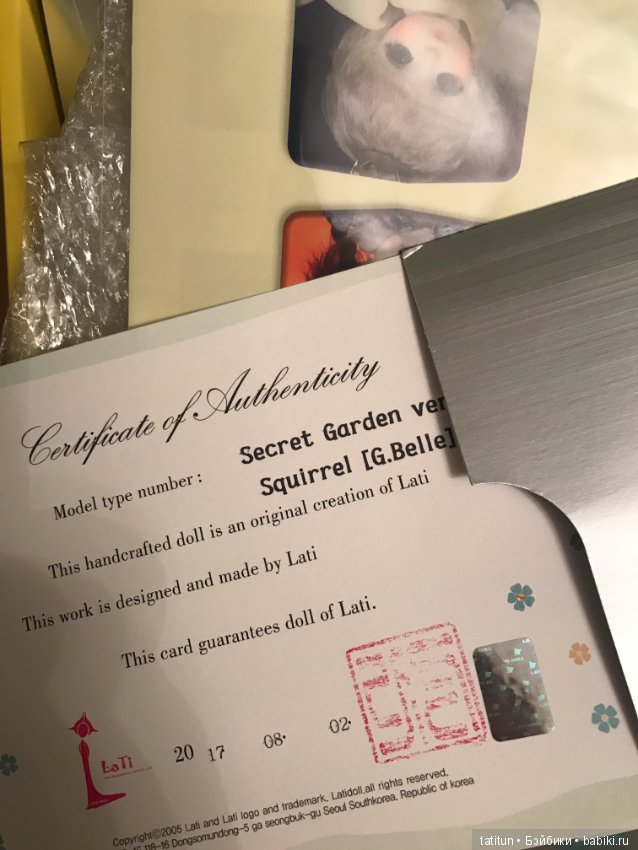 Certificate of Authenticity
Secret Garden ver
Model type number :
Squirrel [G.Belle]
This handcrafted doll is an original creation of Lati
This work is designed and made by Lati
This card guarantees doll of Lati.
LaTi
20 17 08. 02.
Copyright©2005 Lati and Lati logo and trademark, Latidoll,all rights reserved.
118-16 Dongsomundong-5 ga seongbuk-gu Seoul Southkorea, Republic of korea
tatitun • Бэйбики • babiki.ru